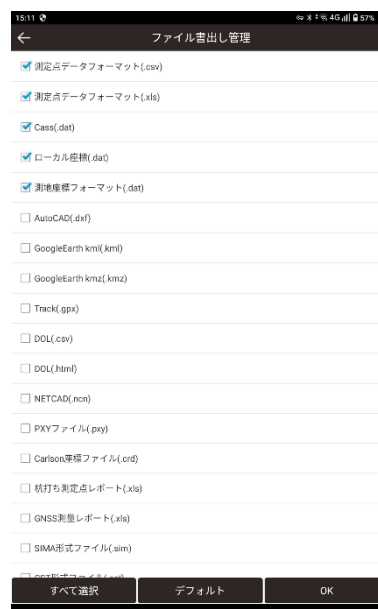 15:11 4G 57%
ファイル書出し管理
測定点データフォーマット(.csv)
測定点データフォーマット(.xls)
Cass(.dat)
ローカル座標(.dat)
測地座標フォーマット(.dat)
AutoCAD(.dxf)
GoogleEarth kml(.kml)
GoogleEarth kmz(.kmz)
Track(.gpx)
DOL(.csv)
DOL(.html)
NETCAD(.ncn)
PXYファイル(.pxy)
Carlson座標ファイル(.crd)
杭打ち測定点レポート(.xls)
GNSS測量レポート(.xls)
SIMA形式ファイル(.sim)
すべて選択 デフォルト OK